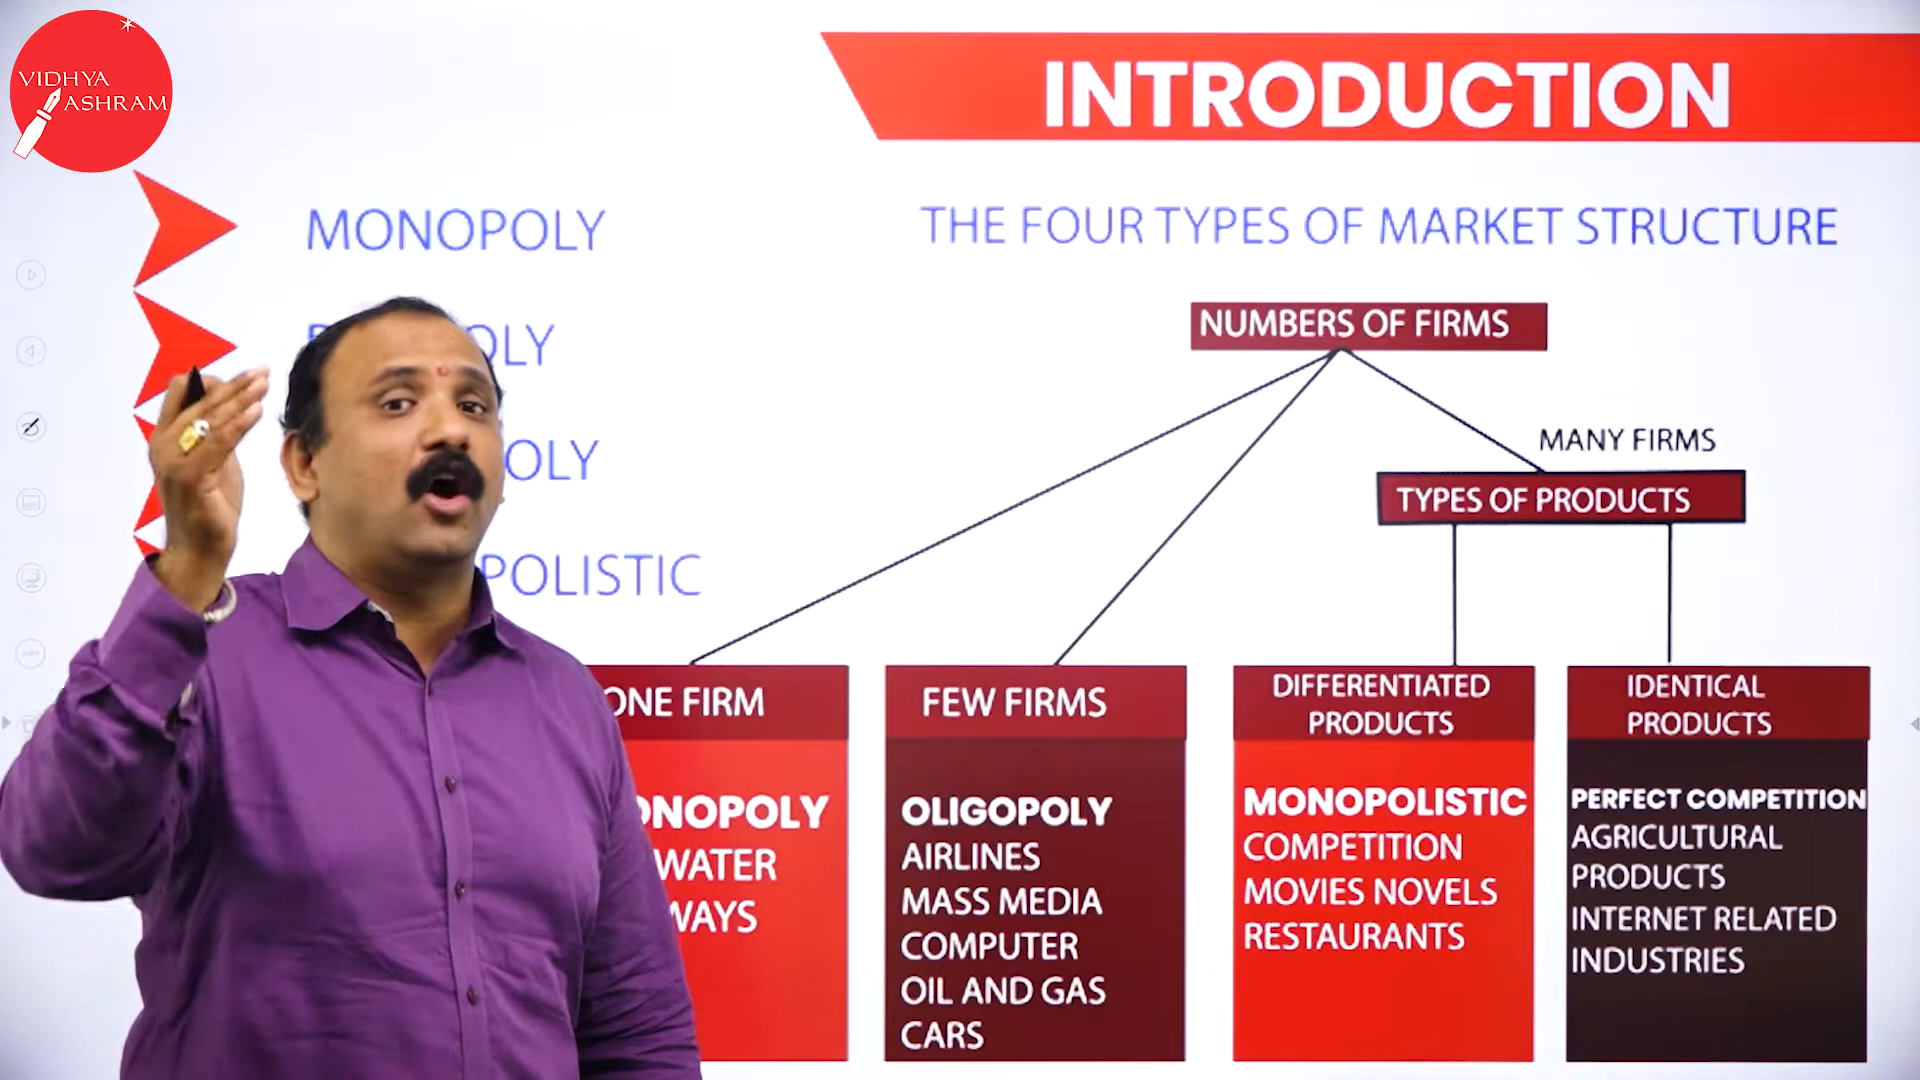 VIDHYA
ASHRAM
INTRODUCTION
MONOPOLY
OLY
OLY
POLISTIC
THE FOUR TYPES OF MARKET STRUCTURE
NUMBERS OF FIRMS
MANY FIRMS
TYPES OF PRODUCTS
ONE FIRM
ONOPOLY
WATER
WAYS
FEW FIRMS
OLIGOPOLY
AIRLINES
MASS MEDIA
COMPUTER
OIL AND GAS
CARS
DIFFERENTIATED
PRODUCTS
MONOPOLISTIC
COMPETITION
MOVIES NOVELS
RESTAURANTS
IDENTICAL
PRODUCTS
PERFECT COMPETITION
AGRICULTURAL
PRODUCTS
INTERNET RELATED
INDUSTRIES